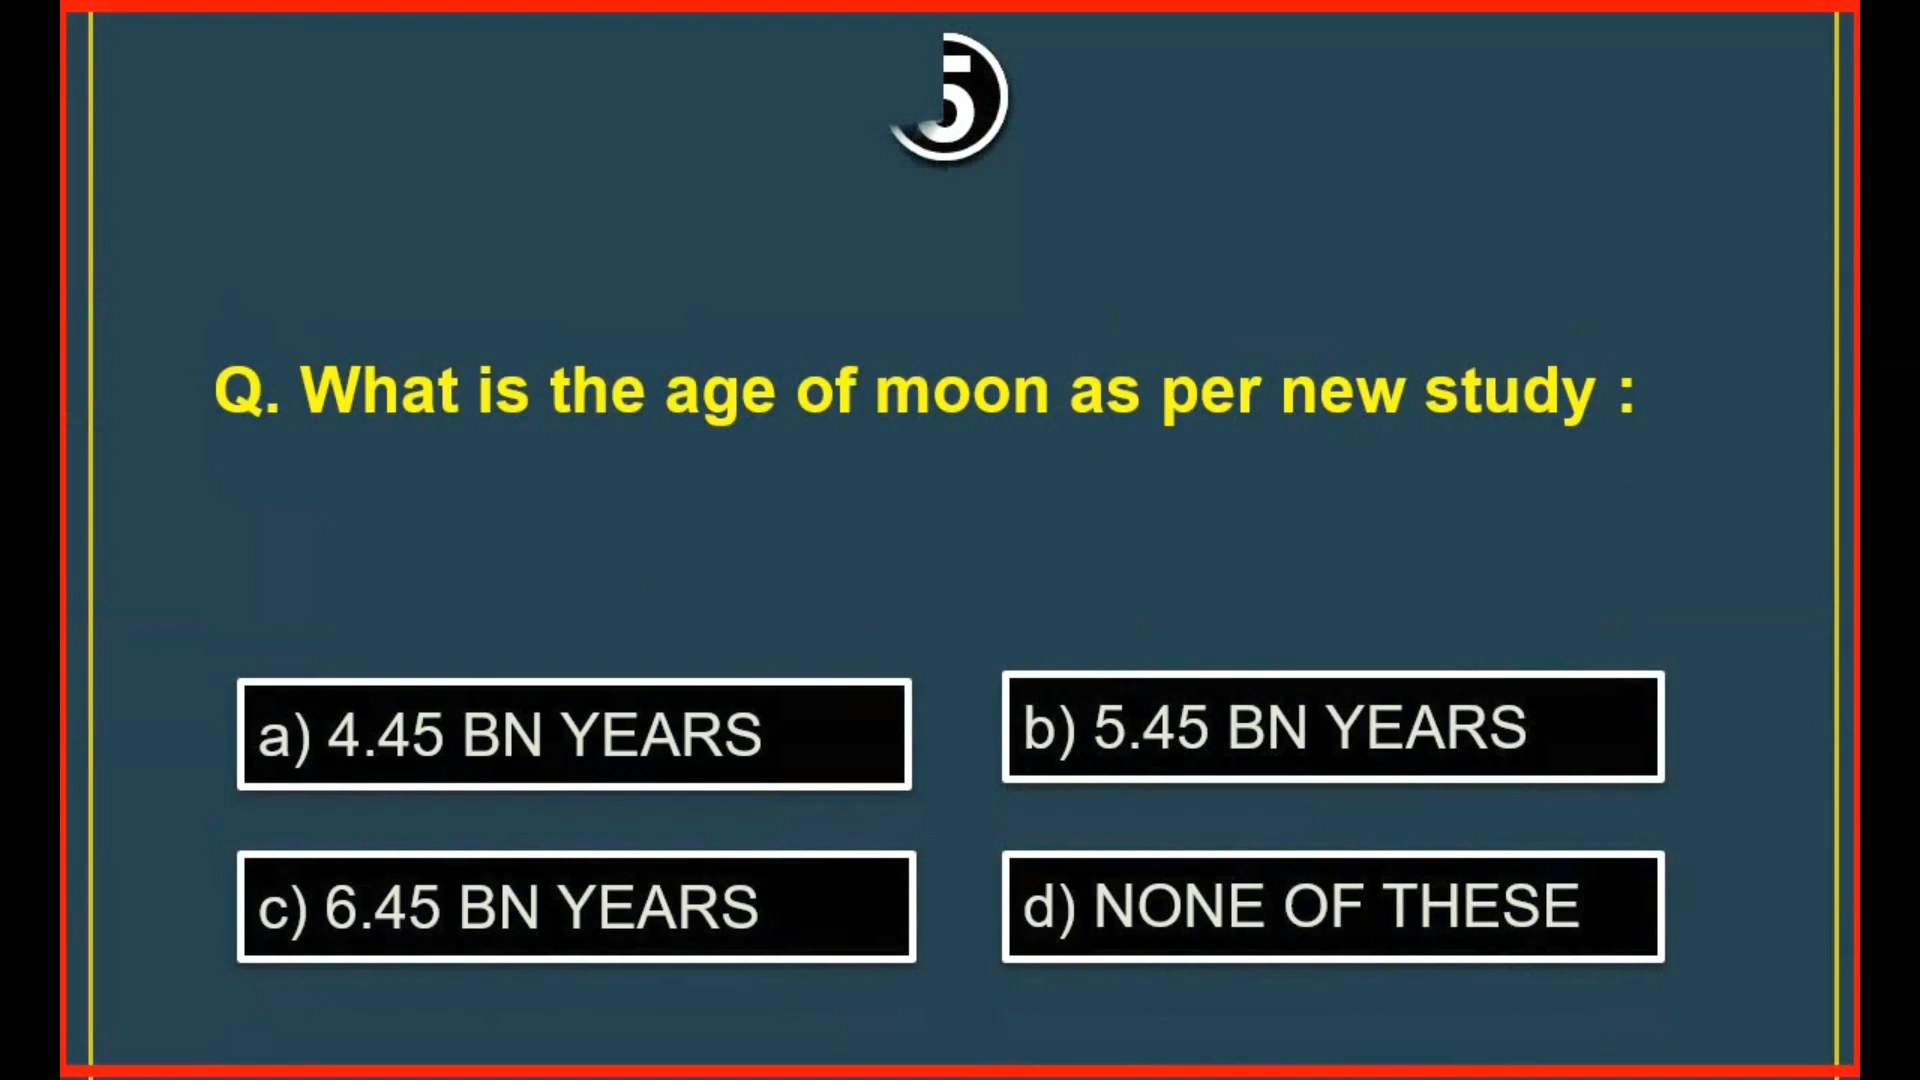 5
Q. What is the age of moon as per new study :
a) 4.45 BN YEARS
b) 5.45 BN YEARS
c) 6.45 BN YEARS
d) NONE OF THESE